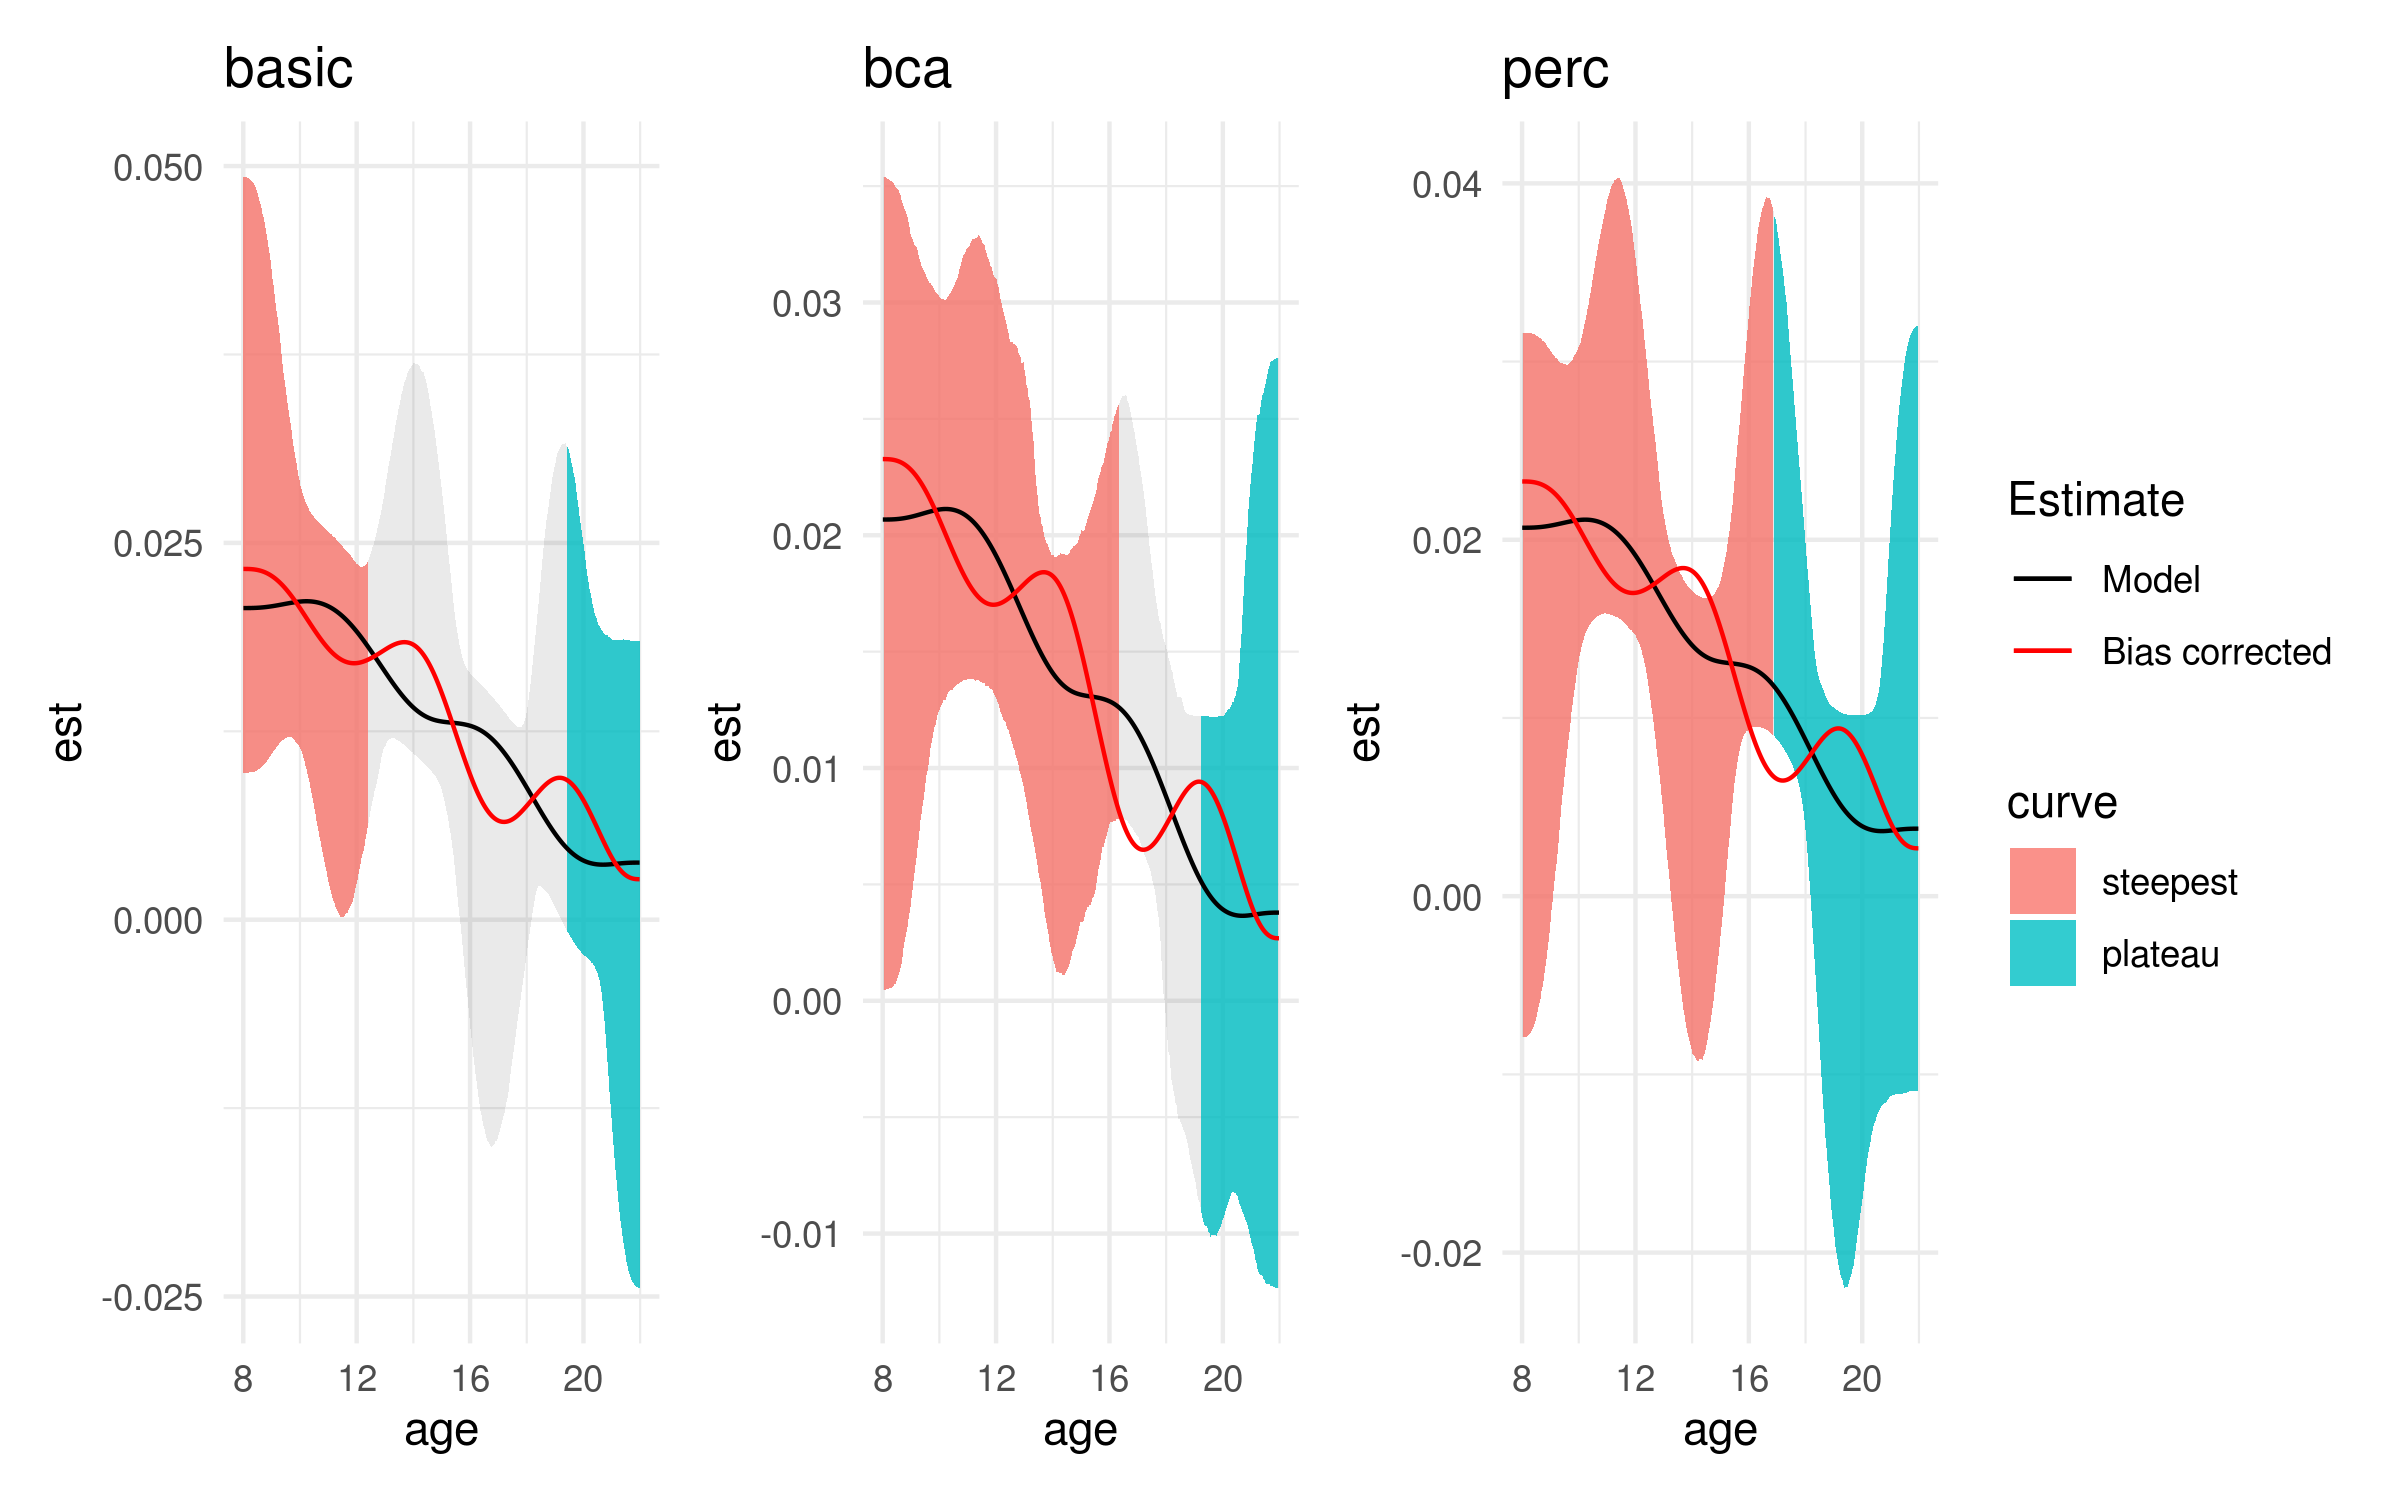 basic
0.050
0.025
0.000
-0.025
est
8 12 16 20
age
bca
0.03
0.02
0.01
0.00
-0.01
est
8 12 16 20
age
perc
0.04
0.02
0.00
-0.02
est
8 12 16 20
age
Estimate
Model
Bias corrected
curve
steepest
plateau